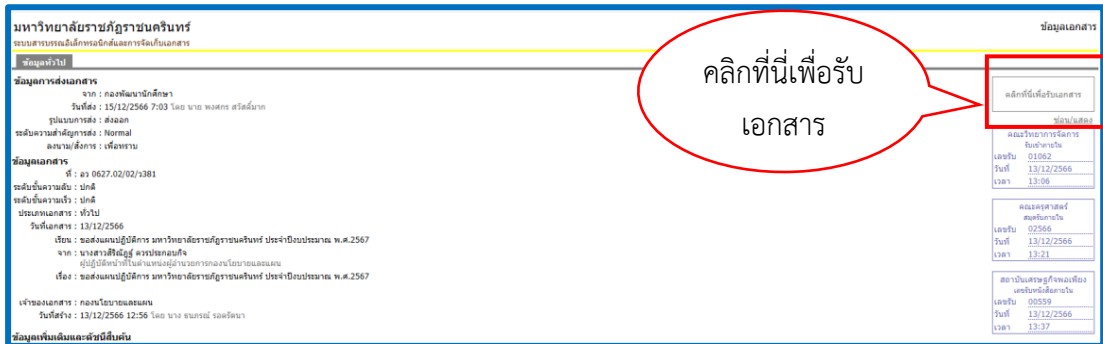 มหาวิทยาลัยราชภัฏราชนครินทร์
ข้อมูลเอกสาร
ระบบสารบรรณอิเล็กทรอนิกส์และการจัดเก็บเอกสาร
ข้อมูลทั่วไป
ข้อมูลการส่งเอกสาร
จาก : กองพัฒนานักศึกษา
วันที่ส่ง : 15/12/2566 7:03 โดย นาย พงศกร สวัสดิ์มาก
รูปแบบการส่ง : ส่งออก
ระดับความสำคัญการส่ง : Normal
ลงนาม/สั่งการ : เพื่อทราบ
ข้อมูลเอกสาร
ที่ : อว 0627.02/02/ว381
ระดับชั้นความลับ : ปกติ
ระดับชั้นความเร็ว : ปกติ
ประเภทเอกสาร : ทั่วไป
วันที่เอกสาร : 13/12/2566
เรียน : ขอส่งแผนปฏิบัติการ มหาวิทยาลัยราชภัฏราชนครินทร์ ประจำปีงบประมาณ พ.ศ.2567
จาก : นางสาวสิริณัฏฐ์ ควรประกอบกิจ
ผู้ปฏิบัติหน้าที่ในตำแหน่งผู้อำนวยการกองนโยบายและแผน
เรื่อง : ขอส่งแผนปฏิบัติการ มหาวิทยาลัยราชภัฏราชนครินทร์ ประจำปีงบประมาณ พ.ศ.2567
เจ้าของเอกสาร : กองนโยบายและแผน
วันที่สร้าง : 13/12/2566 12:56 โดย นาง ธนภรณ์ รอดรัตนา
ข้อมูลเพิ่มเติมและดัชนีสืบค้น
คลิกที่นี่เพื่อรับ
เอกสาร
คลิกที่นี่เพื่อรับเอกสาร
ซ่อน/แสดง
คณะวิทยาการจัดการ
รับเข้าภายใน
เลขรับ 01062
วันที่ 13/12/2566
เวลา 13:06
คณะครุศาสตร์
สมุดรับภายใน
เลขรับ 02566
วันที่ 13/12/2566
เวลา 13:21
สถาบันเศรษฐกิจพอเพียง
เลขรับหนังสือภายใน
เลขรับ 00559
วันที่ 13/12/2566
เวลา 13:37